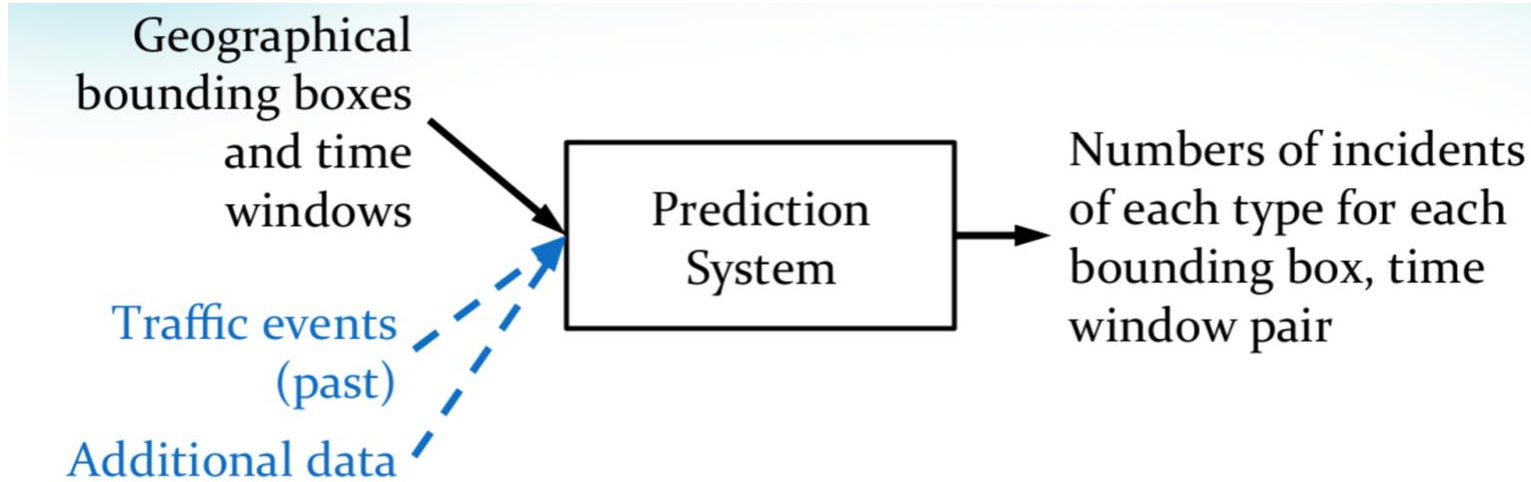 Geographical
bounding boxes
and time
windows
Traffic events
(past)
Additional data
Prediction
System
Numbers of incidents
of each type for each
bounding box, time
window pair